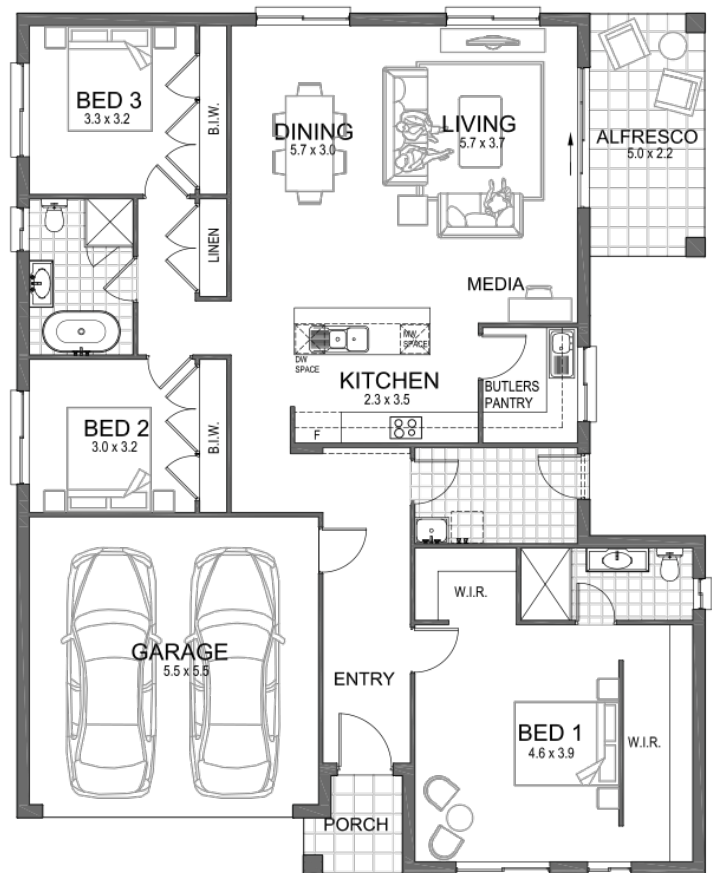 BED 3
3.3 x 3.2
B.I.W.
DINING
5.7 x 3.0
LIVING
5.7 x 3.7
ALFRESCO
5.0 x 2.2
LINEN
MEDIA
DW
SPACE
MW
SPACE
KITCHEN
2.3 x 3.5
BUTLERS
PANTRY
F
BED 2
3.0 x 3.2
B.I.W.
W.I.R.
GARAGE
5.5 x 5.5
ENTRY
BED 1
4.6 x 3.9
W.I.R.
PORCH